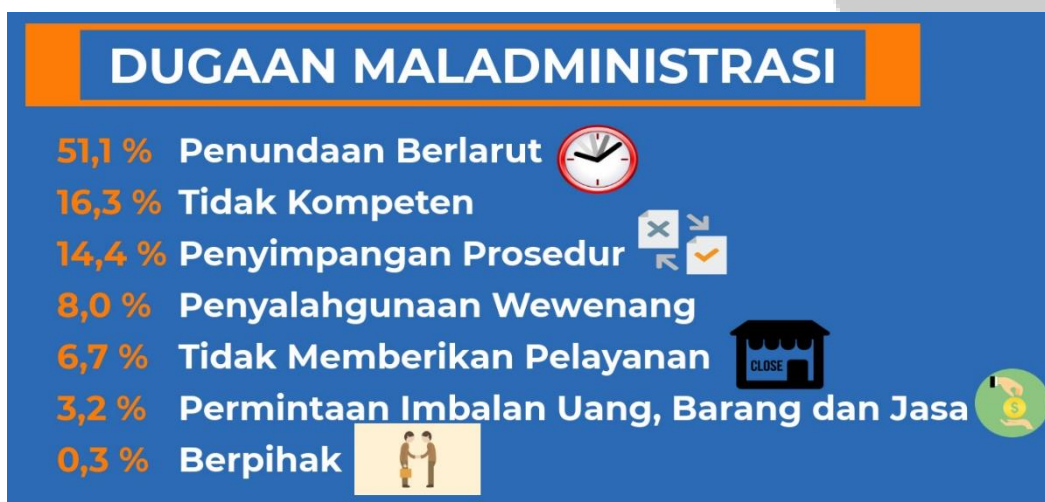 DUGAAN MALADMINISTRASI
51,1 % Penundaan Berlarut
16,3 % Tidak Kompeten
14,4 % Penyimpangan Prosedur
8,0 % Penyalahgunaan Wewenang
6,7 % Tidak Memberikan Pelayanan
CLOSE
3,2 % Permintaan Imbalan Uang, Barang dan Jasa
0,3 % Berpihak